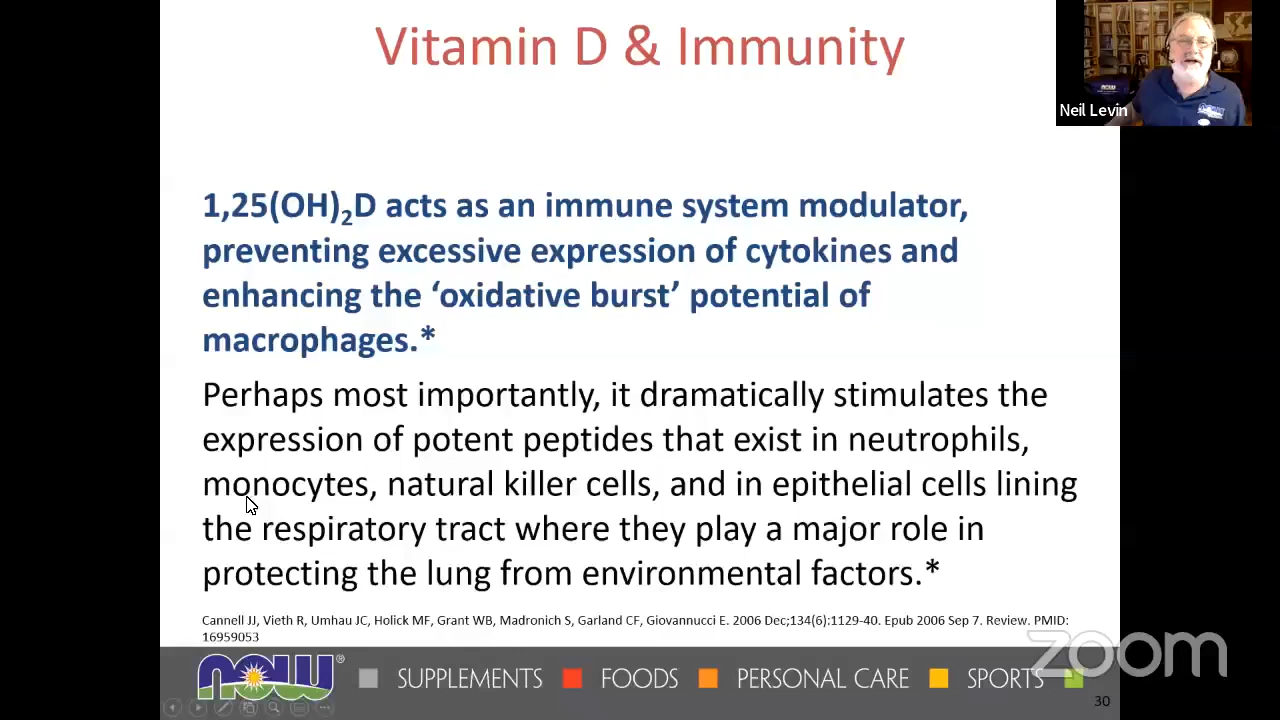 Vitamin D & Immunity
Neil Levin
1,25(OH)₂D acts as an immune system modulator,
preventing excessive expression of cytokines and
enhancing the ‘oxidative burst’ potential of
macrophages.*
Perhaps most importantly, it dramatically stimulates the
expression of potent peptides that exist in neutrophils,
monocytes, natural killer cells, and in epithelial cells lining
the respiratory tract where they play a major role in
protecting the lung from environmental factors.*
Cannell JJ, Vieth R, Umhau JC, Holick MF, Grant WB, Madronich S, Garland CF, Giovannucci E. 2006 Dec;134(6):1129-40. Epub 2006 Sep 7. Review. PMID:
16959053
NOW® SUPPLEMENTS FOODS PERSONAL CARE SPORTS
zoom
30